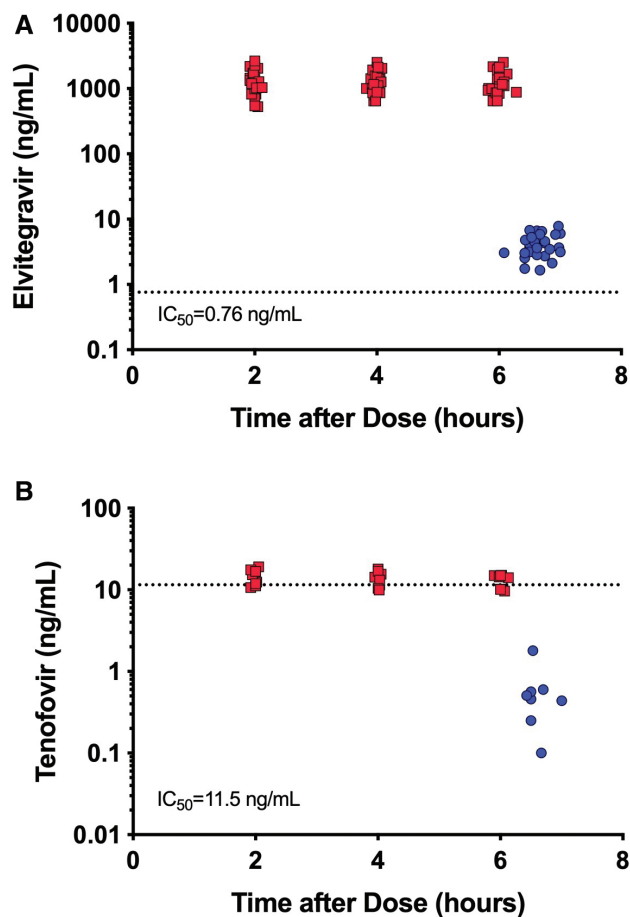 A
10000
1000
100
10
1
0.1
Elvitegravir (ng/mL)
IC50=0.76 ng/mL
0 2 4 6 8
Time after Dose (hours)
B
100
10
1
0.1
0.01
Tenofovir (ng/mL)
IC50=11.5 ng/mL
0 2 4 6 8
Time after Dose (hours)